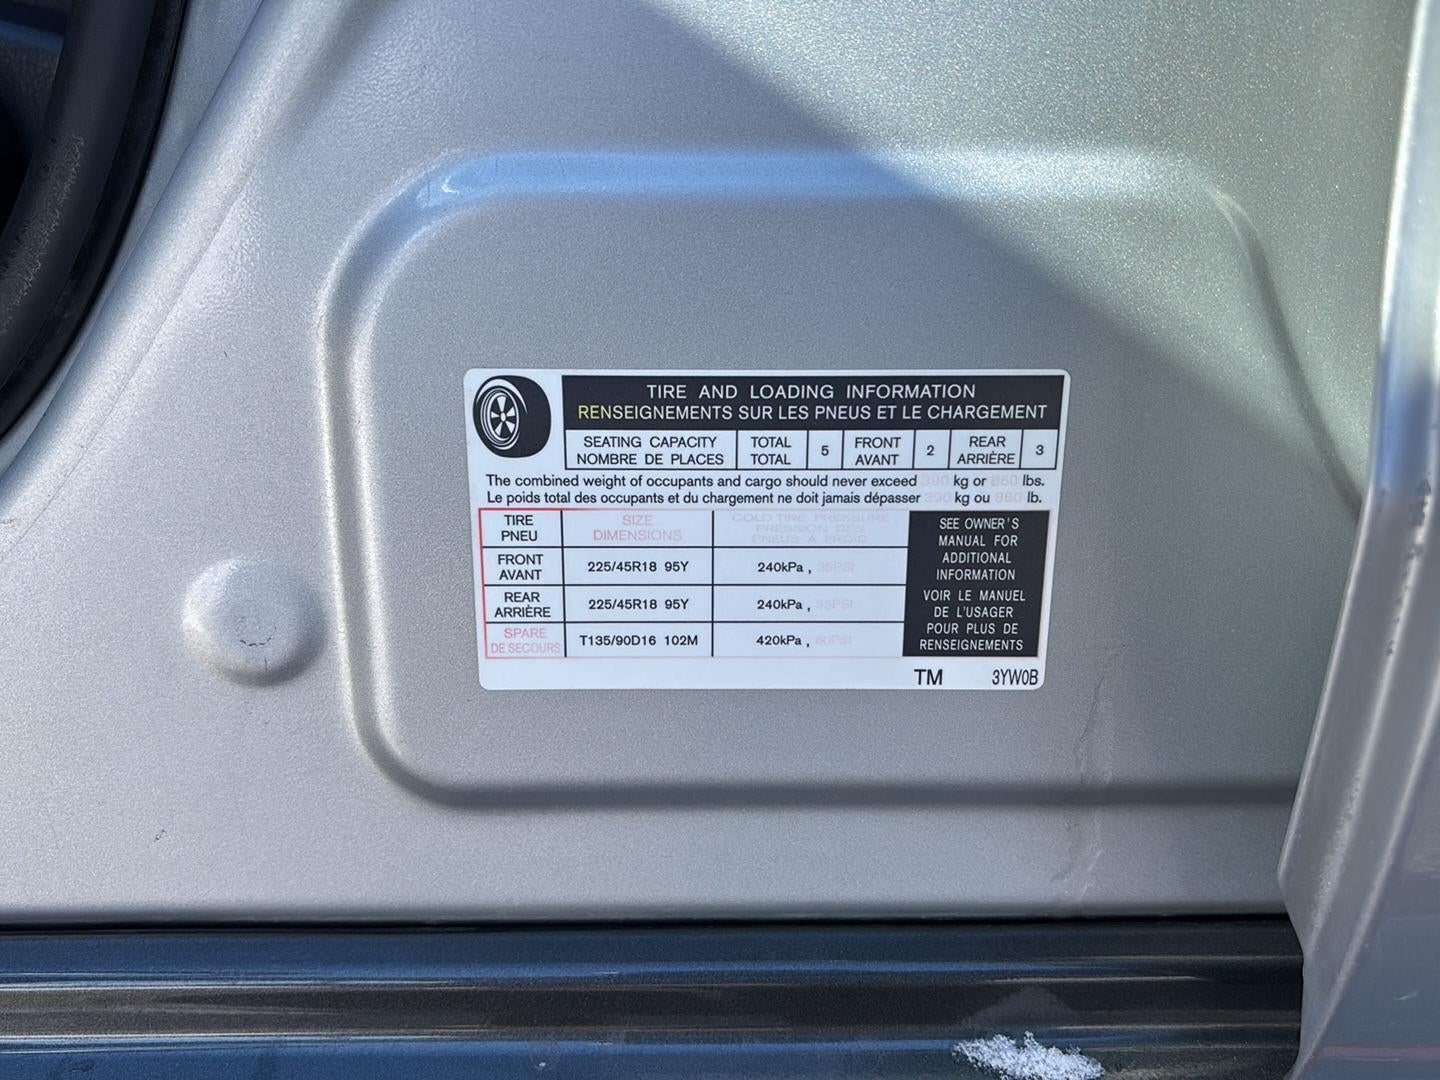 TIRE AND LOADING INFORMATION
RENSEIGNEMENTS SUR LES PNEUS ET LE CHARGEMENT
SEATING CAPACITY TOTAL 5 FRONT 2 REAR 3
NOMBRE DE PLACES TOTAL AVANT ARRIÈRE
The combined weight of occupants and cargo should never exceed 390 kg or 860 lbs.
Le poids total des occupants et du chargement ne doit jamais dépasser 390 kg ou 860 lb.
TIRE SIZE COLD TIRE PRESSURE
PNEU DIMENSIONS PRESSION DES
PNEUS A FROID
FRONT
AVANT 225/45R18 95Y 240kPa, 35PSI
REAR
ARRIÈRE 225/45R18 95Y 240kPa, 35PSI
SPARE
DE SECOURS T135/90D16 102M 420kPa, 60PSI
SEE OWNER'S
MANUAL FOR
ADDITIONAL
INFORMATION
VOIR LE MANUEL
DE L'USAGER
POUR PLUS DE
RENSEIGNEMENTS
TM 3YW0B